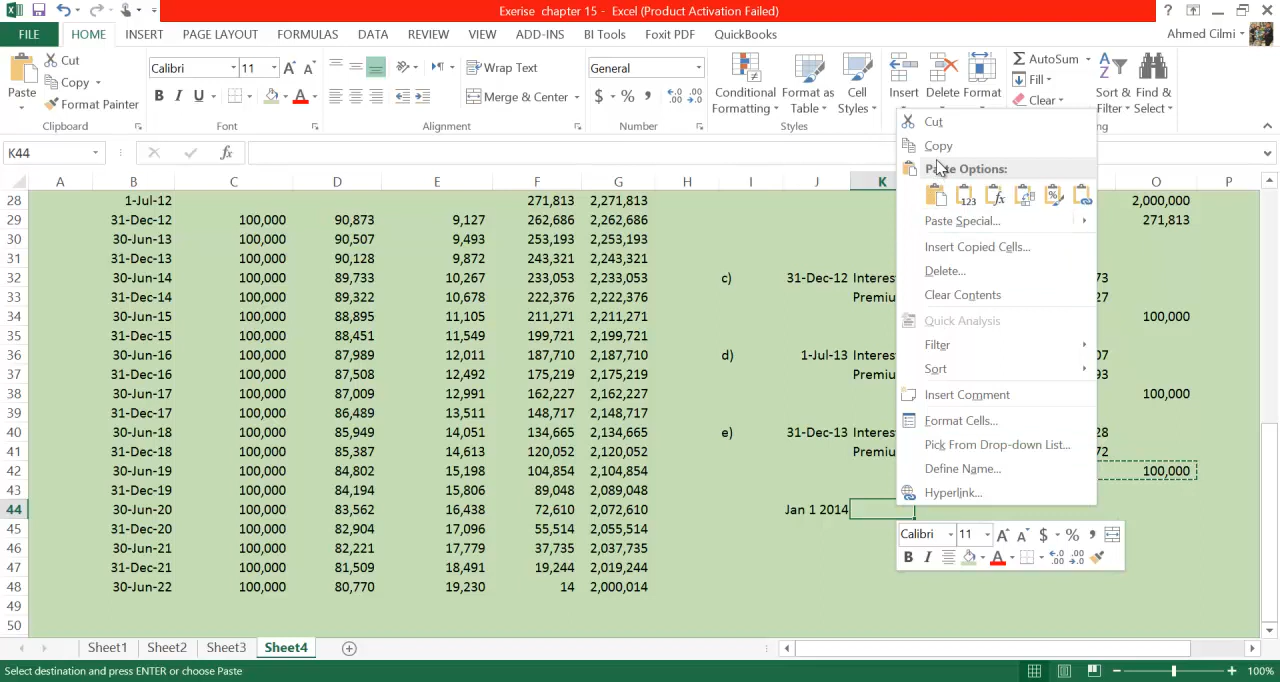 Exerise chapter 15 - Excel (Product Activation Failed)
FILE HOME INSERT PAGE LAYOUT FORMULAS DATA REVIEW VIEW ADD-INS BI Tools Foxit PDF QuickBooks Ahmed Cilmi
Paste Cut Copy Format Painter Calibri 11 Wrap Text Merge & Center General Conditional Formatting Format as Table Cell Styles Insert Delete Format AutoSum Fill Clear Sort & Filter Find & Select
Clipboard Font Alignment Number Styles
K44
A B C D E F G H I J K O P
28 1-Jul-12 271,813 2,271,813 2,000,000
29 31-Dec-12 100,000 90,873 9,127 262,686 2,262,686 271,813
30 30-Jun-13 100,000 90,507 9,493 253,193 2,253,193
31 31-Dec-13 100,000 90,128 9,872 243,321 2,243,321
32 30-Jun-14 100,000 89,733 10,267 233,053 2,233,053 c) 31-Dec-12 Interes 73
33 31-Dec-14 100,000 89,322 10,678 222,376 2,222,376 Premiu 27
34 30-Jun-15 100,000 88,895 11,105 211,271 2,211,271 100,000
35 31-Dec-15 100,000 88,451 11,549 199,721 2,199,721
36 30-Jun-16 100,000 87,989 12,011 187,710 2,187,710 d) 1-Jul-13 Interes 07
37 31-Dec-16 100,000 87,508 12,492 175,219 2,175,219 Premiu 93
38 30-Jun-17 100,000 87,009 12,991 162,227 2,162,227 100,000
39 31-Dec-17 100,000 86,489 13,511 148,717 2,148,717
40 30-Jun-18 100,000 85,949 14,051 134,665 2,134,665 e) 31-Dec-13 Interes 28
41 31-Dec-18 100,000 85,387 14,613 120,052 2,120,052 Premiu 72
42 30-Jun-19 100,000 84,802 15,198 104,854 2,104,854 100,000
43 31-Dec-19 100,000 84,194 15,806 89,048 2,089,048
44 30-Jun-20 100,000 83,562 16,438 72,610 2,072,610 Jan 1 2014
45 31-Dec-20 100,000 82,904 17,096 55,514 2,055,514
46 30-Jun-21 100,000 82,221 17,779 37,735 2,037,735
47 31-Dec-21 100,000 81,509 18,491 19,244 2,019,244
48 30-Jun-22 100,000 80,770 19,230 14 2,000,014
49
50
Cut
Copy
Paste Options:
Paste Special...
Insert Copied Cells...
Delete...
Clear Contents
Quick Analysis
Filter
Sort
Insert Comment
Format Cells...
Pick From Drop-down List...
Define Name...
Hyperlink...
Calibri 11
Sheet1 Sheet2 Sheet3 Sheet4
Select destination and press ENTER or choose Paste 100%